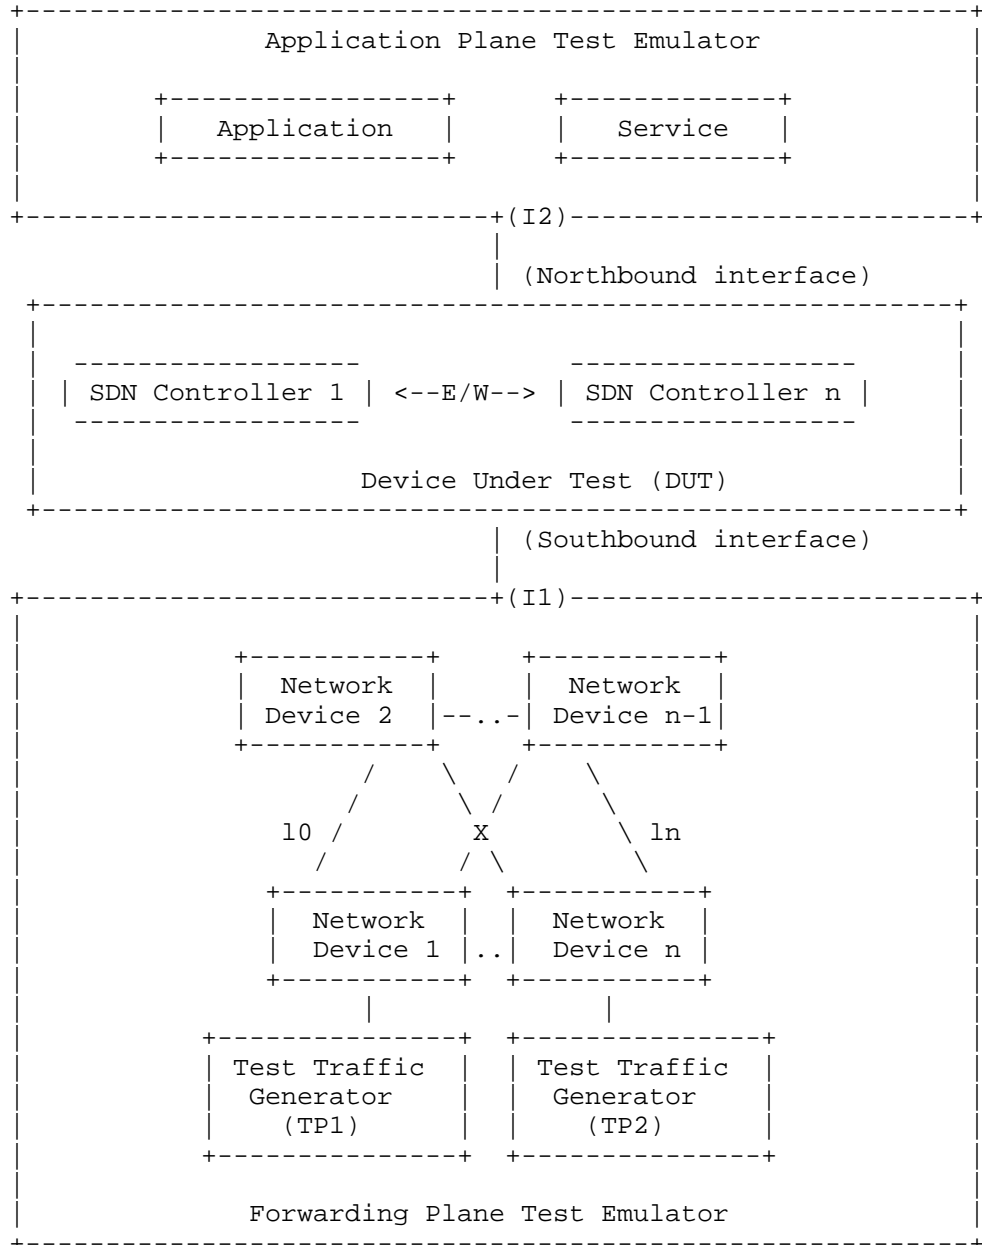 +-----------------------------------------------------------+
|               Application Plane Test Emulator             |
|                                                           |
|         +-----------------+      +-------------+          |
|         |   Application   |      |   Service   |          |
|         +-----------------+      +-------------+          |
|                                                           |
+-----------------------------+(I2)-------------------------+
                              |
                              | (Northbound interface)
 +---------------------------------------------------------+
 |                                                         |
 |  ------------------             ------------------      |
 | | SDN Controller 1 | <--E/W--> | SDN Controller n |     |
 |  ------------------             ------------------      |
 |                                                         |
 |                    Device Under Test (DUT)              |
 +---------------------------------------------------------+
                              | (Southbound interface)
                              |
+-----------------------------+(I1)-------------------------+
|                                                           |
|             +-----------+     +-----------+               |
|             |  Network  |     |  Network  |               |
|             | Device 2  |--..-| Device n-1|               |
|             +-----------+     +-----------+               |
|                     /    \   /    \                       |
|                    /      \ /      \                      |
|                l0 /        X        \ ln                  |
|                  /        / \        \                    |
|               +-----------+  +-----------+                |
|               |  Network  |  |  Network  |                |
|               |  Device 1 |..|  Device n |                |
|               +-----------+  +-----------+                |
|                     |              |                      |
|           +---------------+  +---------------+            |
|           | Test Traffic  |  | Test Traffic  |            |
|           |  Generator    |  |  Generator    |            |
|           |    (TP1)      |  |    (TP2)      |            |
|           +---------------+  +---------------+            |
|                                                           |
|              Forwarding Plane Test Emulator               |
+-----------------------------------------------------------+